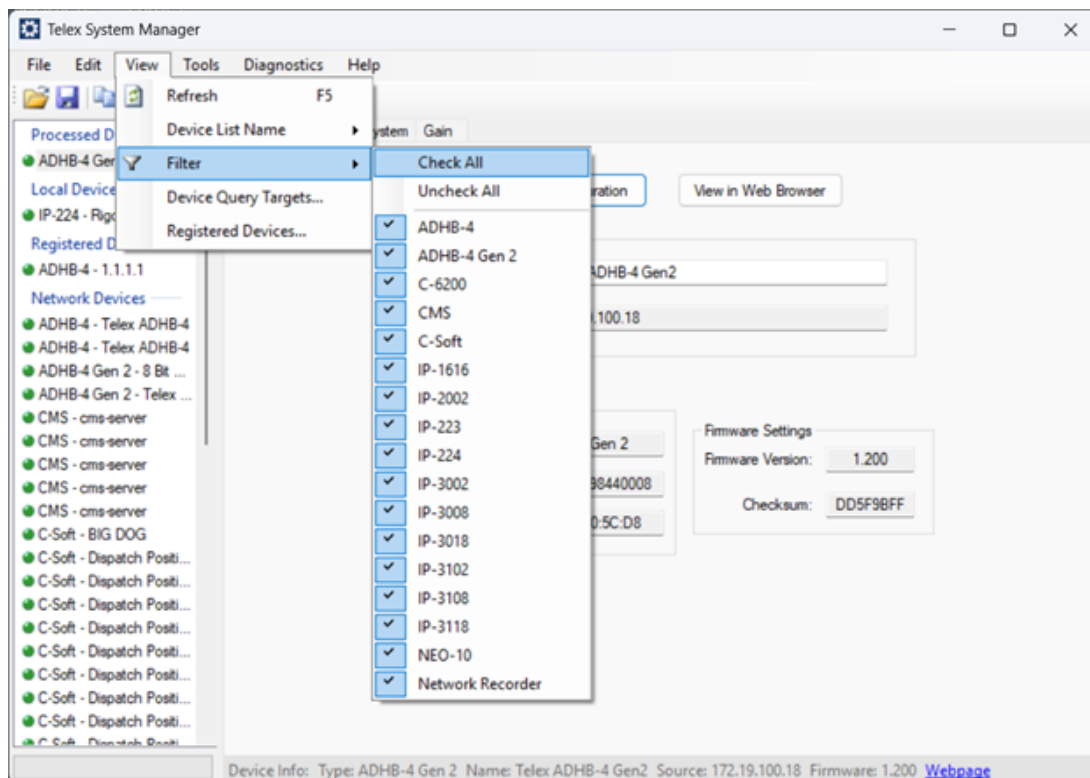 Telex System Manager
File Edit View Tools Diagnostics Help
Refresh F5
Device List Name
Filter
Device Query Targets...
Registered Devices...
Check All
Uncheck All
ADHB-4
ADHB-4 Gen 2
C-6200
CMS
C-Soft
IP-1616
IP-2002
IP-223
IP-224
IP-3002
IP-3008
IP-3018
IP-3102
IP-3108
IP-3118
NEO-10
Network Recorder
Processed D
ADHB-4 Ger
Local Device
IP-224 - Rigo
Registered D
ADHB-4 - 1.1.1.1
Network Devices
ADHB-4 - Telex ADHB-4
ADHB-4 - Telex ADHB-4
ADHB-4 Gen 2 - 8 Bit ...
ADHB-4 Gen 2 - Telex ...
CMS - cms-server
CMS - cms-server
CMS - cms-server
CMS - cms-server
CMS - cms-server
C-Soft - BIG DOG
C-Soft - Dispatch Positi...
C-Soft - Dispatch Positi...
C-Soft - Dispatch Positi...
C-Soft - Dispatch Positi...
C-Soft - Dispatch Positi...
C-Soft - Dispatch Positi...
C-Soft - Dispatch Positi...
C-Soft - Dispatch Positi...
ystem Gain
ration View in Web Browser
ADHB-4 Gen2
.100.18
Gen 2
98440008
0:5C:D8
Firmware Settings
Firmware Version: 1.200
Checksum: DD5F9BFF
Device Info: Type: ADHB-4 Gen 2 Name: Telex ADHB-4 Gen2 Source: 172.19.100.18 Firmware: 1.200 Webpage